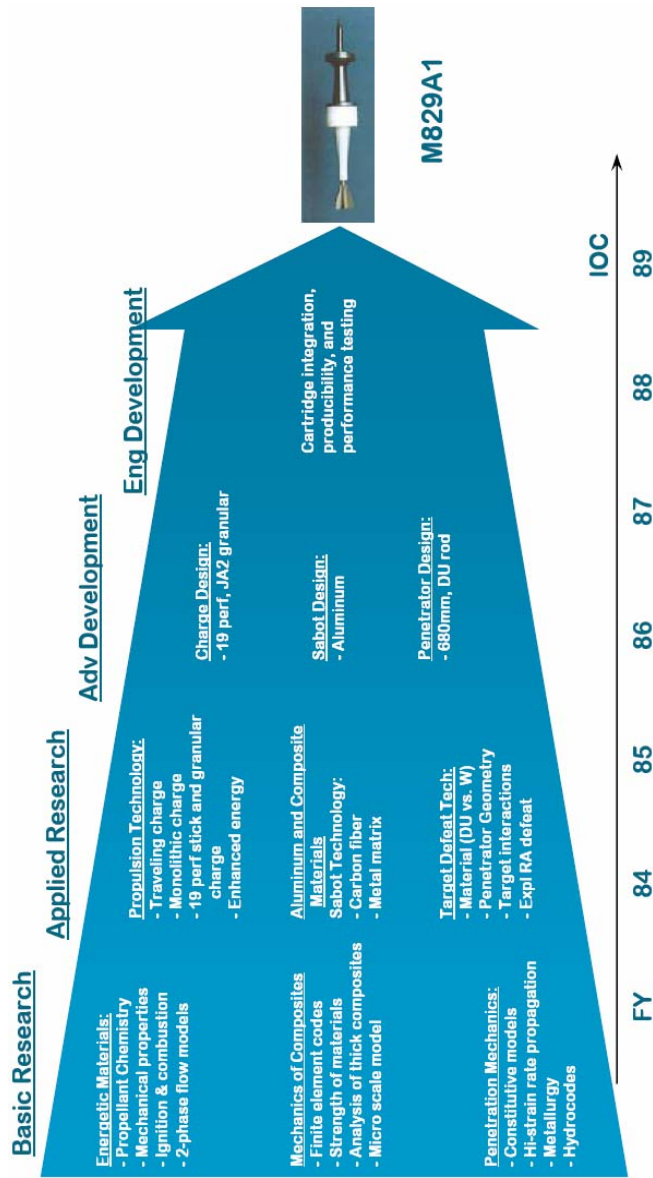 Basic Research
Applied Research
Adv Development
Eng Development
Energetic Materials:
- Propellant Chemistry
- Mechanical properties
- Ignition & combustion
- 2-phase flow models
Mechanics of Composites
- Finite element codes
- Strength of materials
- Analysis of thick composites
- Micro scale model
Penetration Mechanics:
- Constitutive models
- Hi-strain rate propagation
- Metallurgy
- Hydrocodes
Propulsion Technology:
- Traveling charge
- Monolithic charge
- 19 perf stick and granular
charge
- Enhanced energy
Aluminum and Composite
Materials
Sabot Technology:
- Carbon fiber
- Metal matrix
Target Defeat Tech:
- Material (DU vs. W)
- Penetrator Geometry
- Target interactions
- Expl RA defeat
Charge Design:
- 19 perf, JA2 granular
Sabot Design:
- Aluminum
Penetrator Design:
- 680mm, DU rod
Cartridge integration,
producibility, and
performance testing
M829A1
IOC
FY 84 85 86 87 88 89